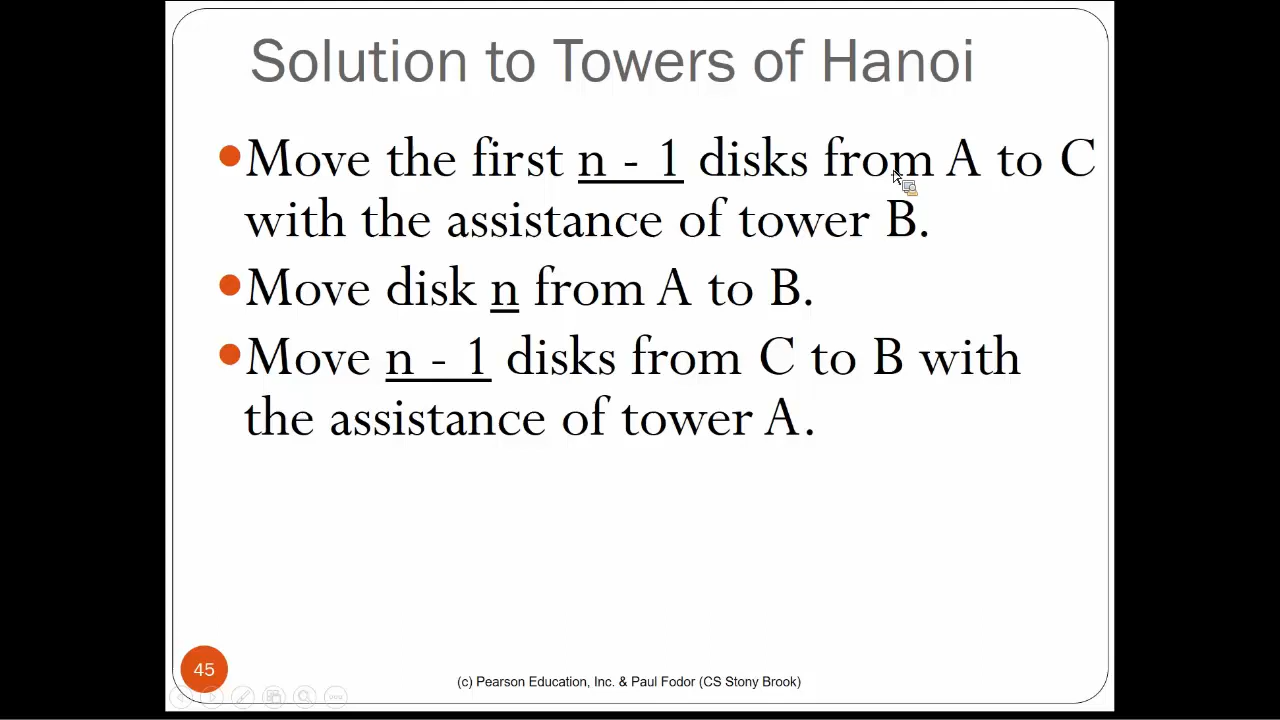 Solution to Towers of Hanoi
•Move the first n - 1 disks from A to C
with the assistance of tower B.
•Move disk n from A to B.
•Move n - 1 disks from C to B with
the assistance of tower A.
45
(c) Pearson Education, Inc. & Paul Fodor (CS Stony Brook)